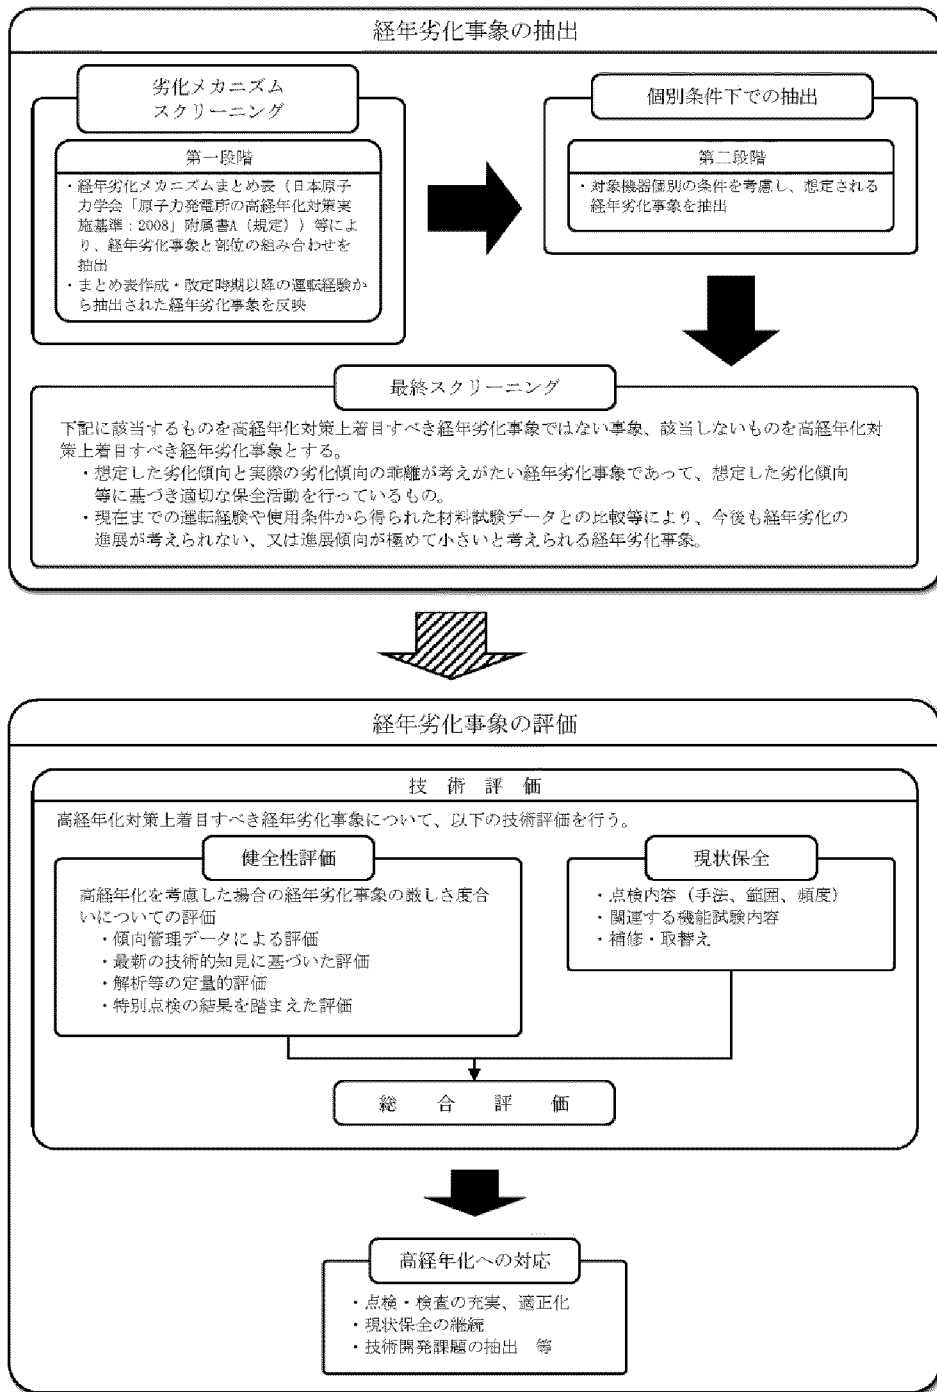 経年劣化事象の抽出
劣化メカニズム
スクリーニング
第一段階
・経年劣化メカニズムまとめ表（日本原子
力学会「原子力発電所の高経年化対策実
施基準：2008」附属書A（規定））等によ
り、経年劣化事象と部位の組み合わせを
抽出
・まとめ表作成・改定時期以降の運転経験か
ら抽出された経年劣化事象を反映
個別条件下での抽出
第二段階
・対象機器個別の条件を考慮し、想定される
経年劣化事象を抽出
最終スクリーニング
下記に該当するものを高経年化対策上着目すべき経年劣化事象ではない事象、該当しないものを高経年化対
策上着目すべき経年劣化事象とする。
・想定した劣化傾向と実際の劣化傾向の乖離が考えがたい経年劣化事象であって、想定した劣化傾向
等に基づき適切な保全活動を行っているもの。
・現在までの運転経験や使用条件から得られた材料試験データとの比較等により、今後も経年劣化の
進展が考えられない、又は進展傾向が極めて小さいと考えられる経年劣化事象。
経年劣化事象の評価
技 術 評 価
高経年化対策上着目すべき経年劣化事象について、以下の技術評価を行う。
健全性評価
高経年化を考慮した場合の経年劣化事象の厳しさ度合
いについての評価
・傾向管理データによる評価
・最新の技術的知見に基づいた評価
・解析等の定量的評価
・特別点検の結果を踏まえた評価
現状保全
・点検内容（手法、範囲、頻度）
・関連する機能試験内容
・補修・取替え
総 合 評 価
高経年化への対応
・点検・検査の充実、適正化
・現状保全の継続
・技術開発課題の抽出 等